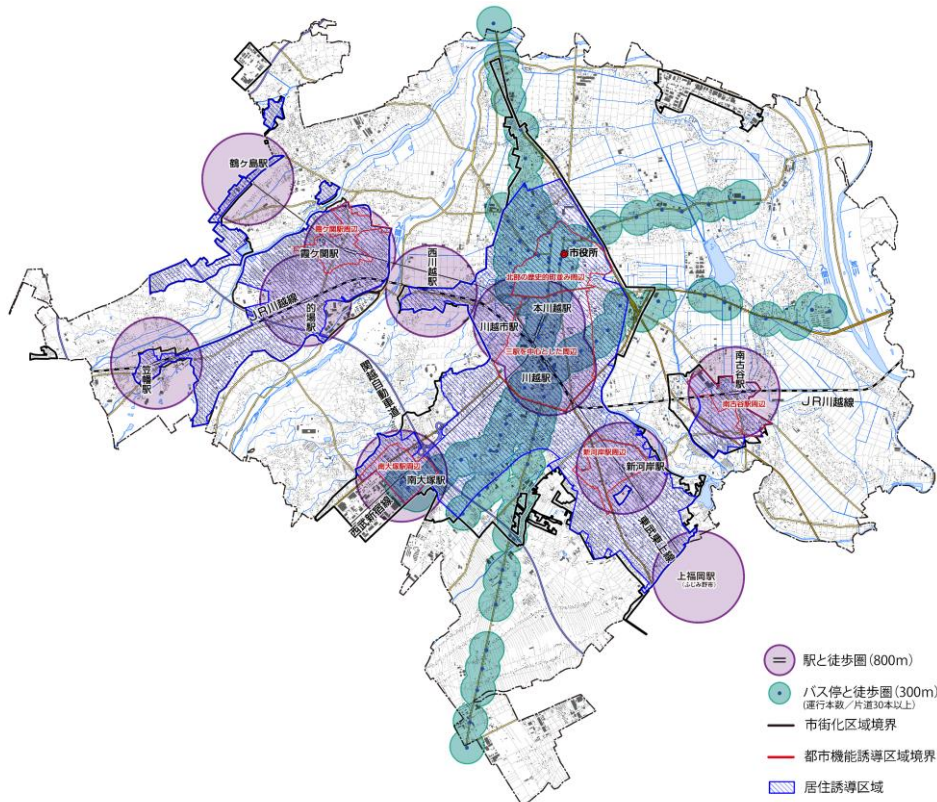 鶴ヶ島駅
霞ケ関駅周辺
霞ケ関駅
西川越駅
市役所
北部の歴史的町並み周辺
本川越駅
川越市駅
三駅を中心とした周辺
川越駅
JR川越線
的場駅
笠幡駅
関越自動車道
南古谷駅
南古谷駅周辺
JR川越線
南大塚駅周辺
南大塚駅
西武新宿線
新河岸駅周辺
新河岸駅
東武東上線
上福岡駅
(ふじみ野市)
駅と徒歩圏(800m)
バス停と徒歩圏(300m)
(運行本数/片道30本以上)
市街化区域境界
都市機能誘導区域境界
居住誘導区域